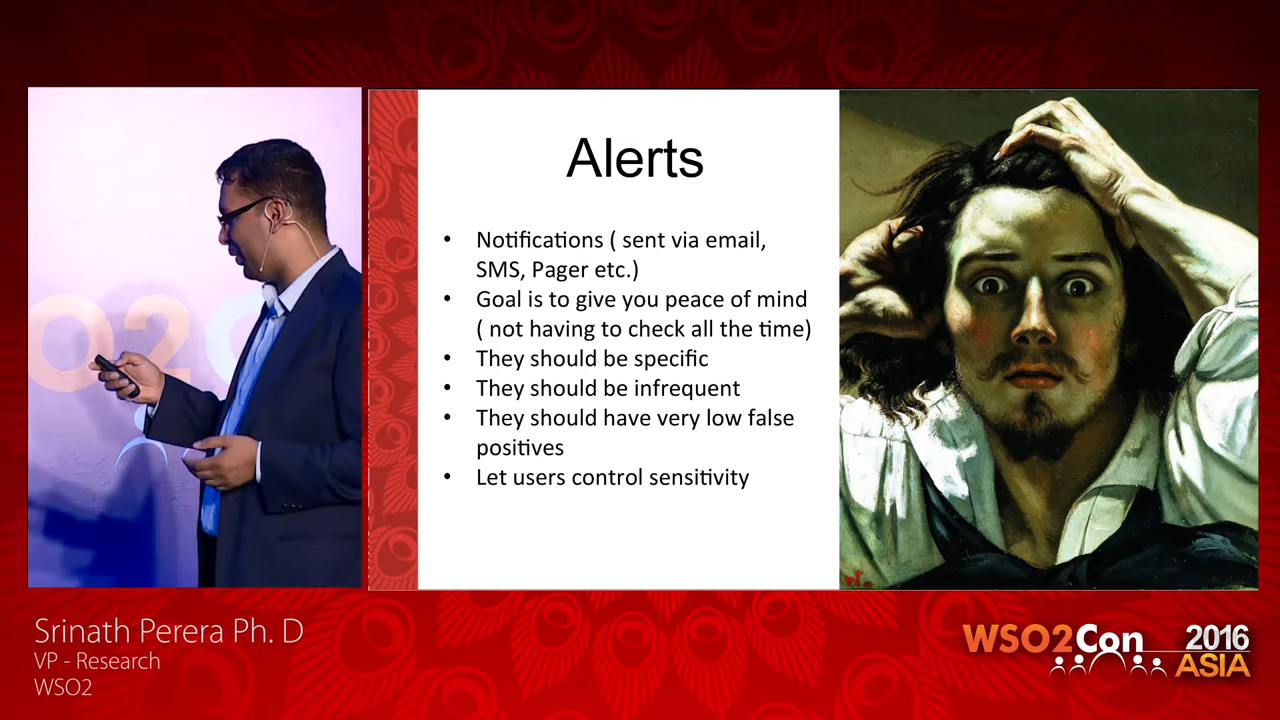 Alerts
• Notifications ( sent via email,
SMS, Pager etc.)
• Goal is to give you peace of mind
( not having to check all the time)
• They should be specific
• They should be infrequent
• They should have very low false
positives
• Let users control sensitivity
O2C
Srinath Perera Ph. D
VP - Research
WSO2
WSO2Con 2016
ASIA